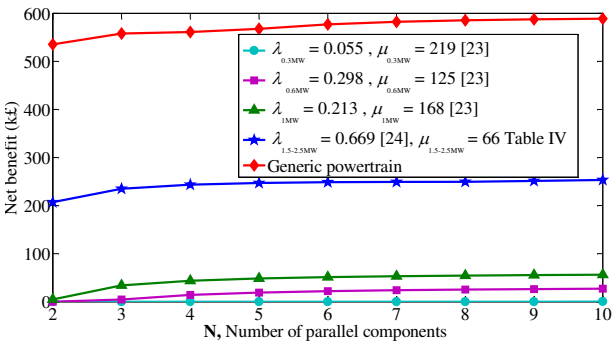 600
500
400
300
200
100
0
Net benefit (k£)
λ0.3MW = 0.055 , μ0.3MW = 219 [23]
λ0.6MW = 0.298 , μ0.6MW = 125 [23]
λ1MW = 0.213 , μ1MW = 168 [23]
λ1.5-2.5MW = 0.669 [24], μ1.5-2.5MW = 66 Table IV
Generic powertrain
2 3 4 5 6 7 8 9 10
N, Number of parallel components